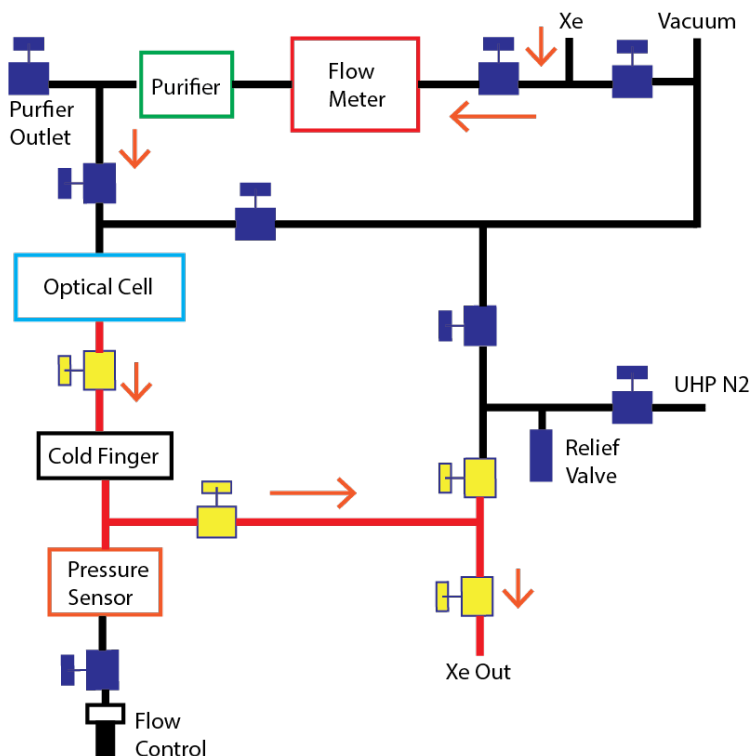 Xe
Vacuum
Purifier
Flow
Meter
Purfier
Outlet
Optical Cell
UHP N2
Cold Finger
Relief
Valve
Pressure
Sensor
Xe Out
Flow
Control